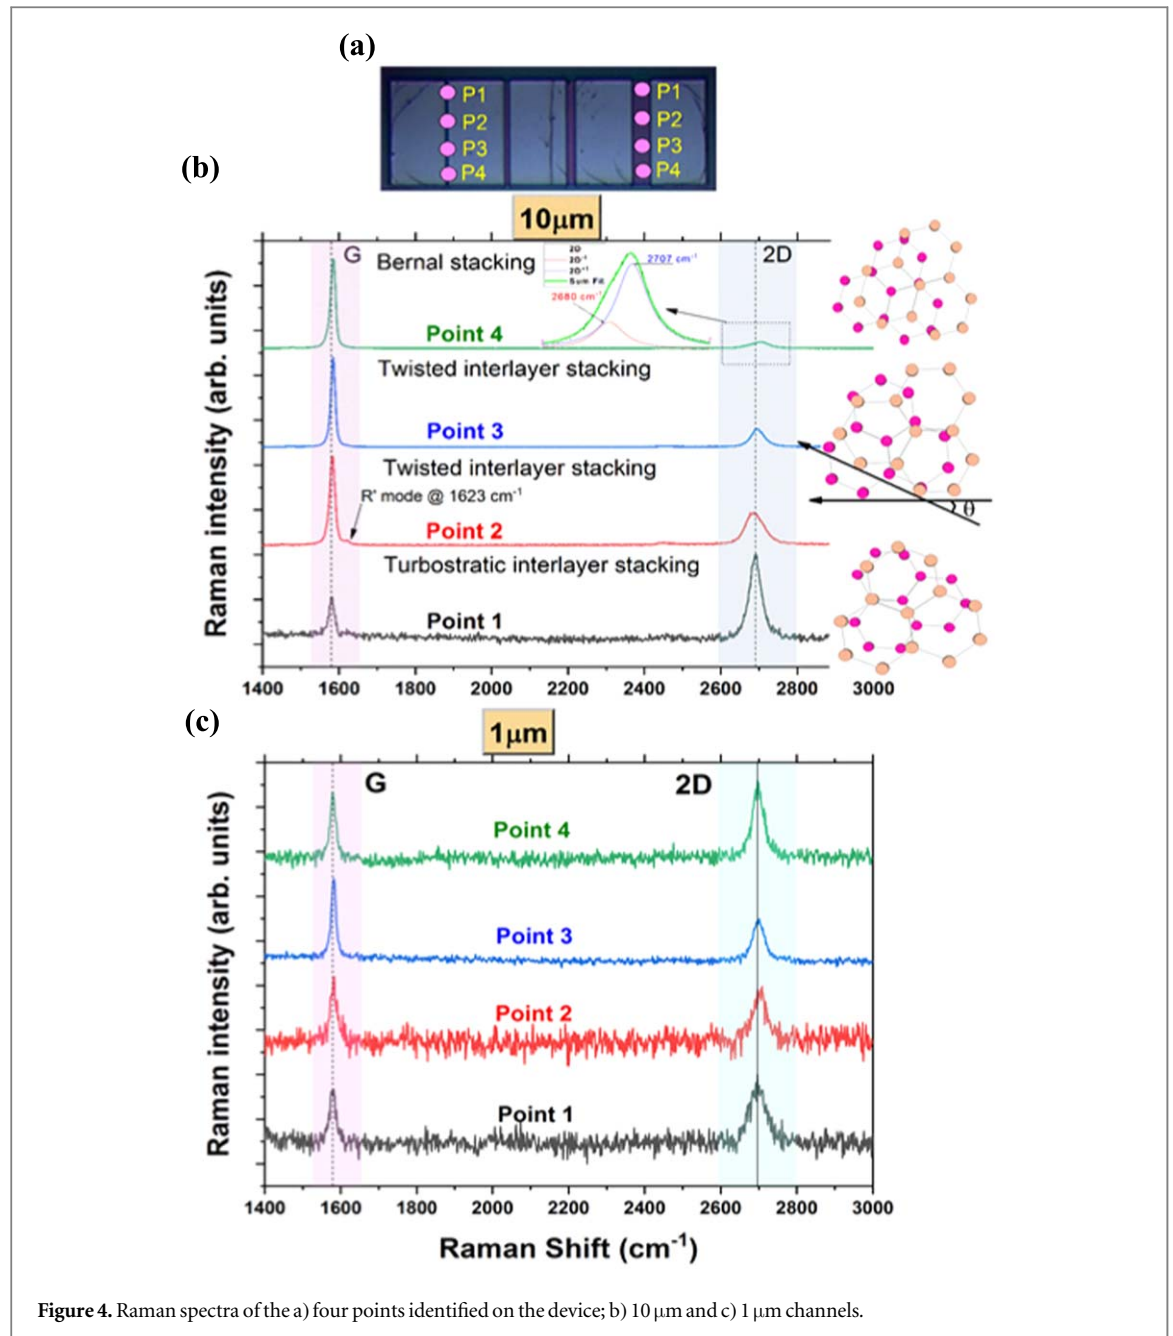 (a)
P1
P2
P3
P4
P1
P2
P3
P4
(b)
10μm
G
2D
Bernal stacking
2D
2D⁻¹
2D⁺¹
Sum Fit
2707 cm⁻¹
2680 cm⁻¹
Point 4
Twisted interlayer stacking
Point 3
Twisted interlayer stacking
R' mode @ 1623 cm⁻¹
Point 2
Turbostratic interlayer stacking
Point 1
θ
Raman intensity (arb. units)
1400 1600 1800 2000 2200 2400 2600 2800 3000
(c)
1μm
G
2D
Point 4
Point 3
Point 2
Point 1
Raman intensity (arb. units)
1400 1600 1800 2000 2200 2400 2600 2800 3000
Raman Shift (cm⁻¹)
Figure 4. Raman spectra of the a) four points identified on the device; b) 10 μm and c) 1 μm channels.